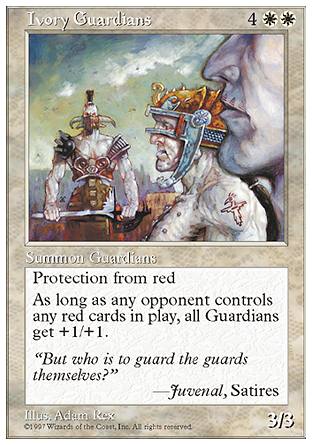 Ivory Guardians 4
Summon Guardians
Protection from red
As long as any opponent controls
any red cards in play, all Guardians
get +1/+1.
"But who is to guard the guards
themselves?"
—Juvenal, Satires
Illus. Adam Rex
©1997 Wizards of the Coast, Inc. All rights reserved.
3/3